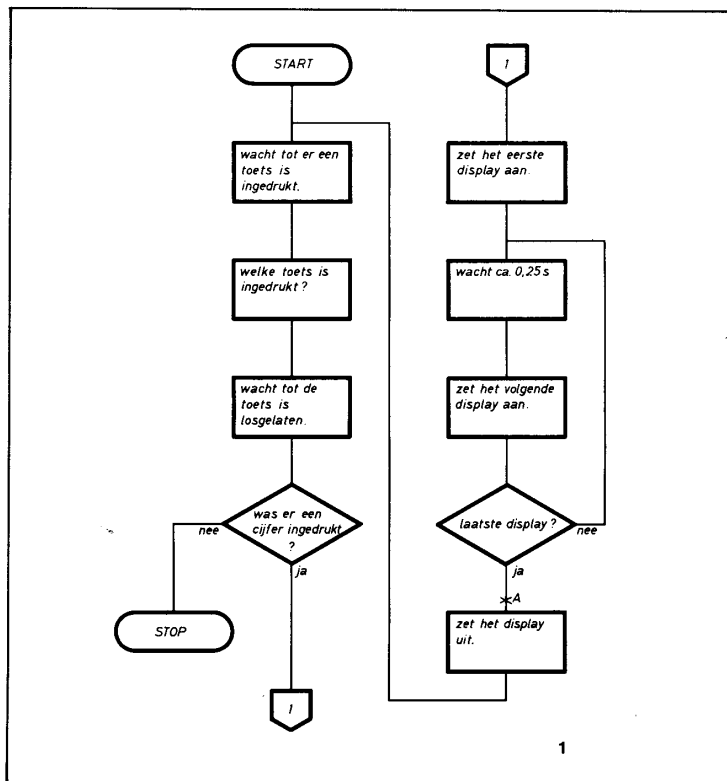 START
wacht tot er een
toets is
ingedrukt.
welke toets is
ingedrukt ?
wacht tot de
toets is
losgelaten.
was er een
cijfer ingedrukt
?
nee
ja
STOP
1
1
zet het eerste
display aan.
wacht ca. 0,25 s
zet het volgende
display aan.
laatste display ?
nee
ja
A
zet het display
uit.
1